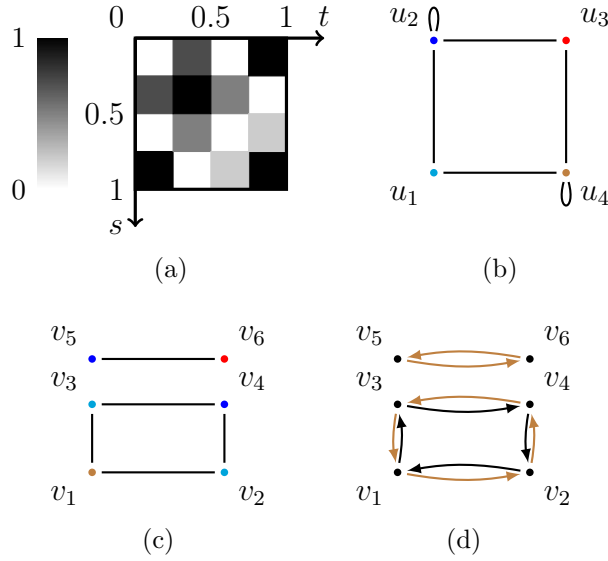 0 0.5 1 t
1
0
0.5
1
s
(a)
u₂ u₃
u₁ u₄
(b)
v₅ v₆
v₃ v₄
v₁ v₂
(c)
v₅ v₆
v₃ v₄
v₁ v₂
(d)